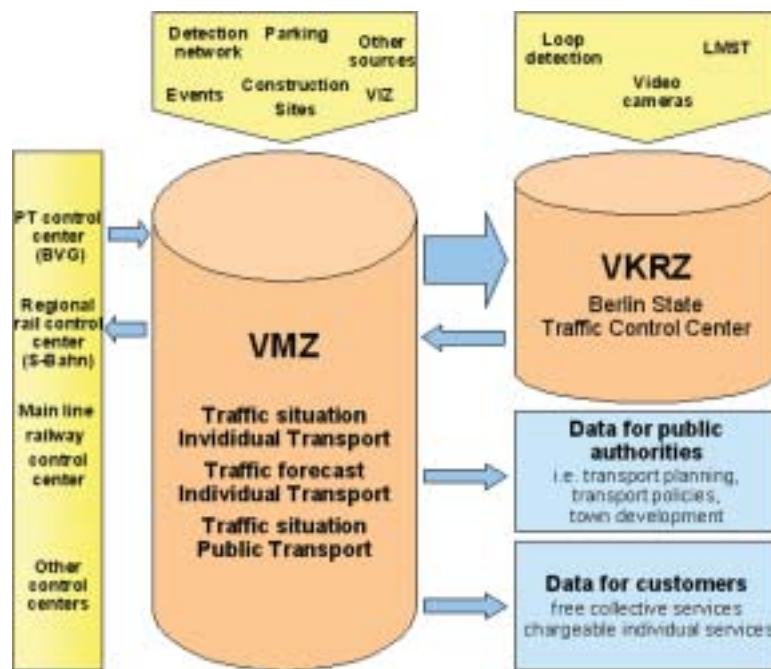 Detection
network
Parking
Other
sources
Events
Construction
Sites
VIZ
Loop
detection
LMST
Video
cameras
PT control
center
(BVG)
Regional
rail control
center
(S-Bahn)
Main line
railway
control
center
Other
control
centers
VMZ
Traffic situation
Invididual Transport
Traffic forecast
Individual Transport
Traffic situation
Public Transport
VKRZ
Berlin State
Traffic Control Center
Data for public
authorities
i.e. transport planning,
transport policies,
town development
Data for customers
free collective services
chargeable individual services